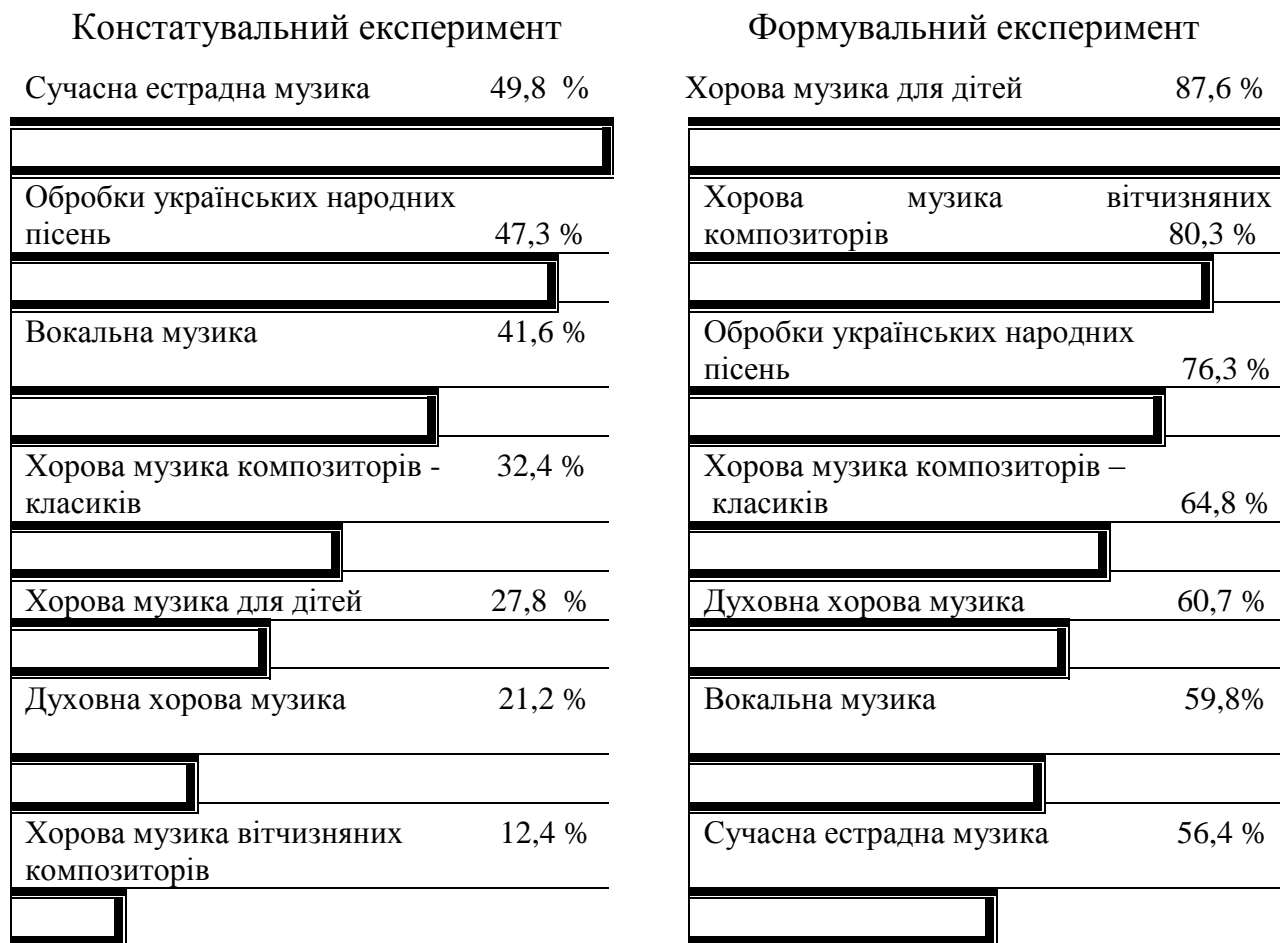 Констатувальний експеримент
Сучасна естрадна музика 49,8 %
Обробки українських народних
пісень 47,3 %
Вокальна музика 41,6 %
Хорова музика композиторів - 32,4 %
класиків
Хорова музика для дітей 27,8 %
Духовна хорова музика 21,2 %
Хорова музика вітчизняних 12,4 %
композиторів
Формувальний експеримент
Хорова музика для дітей 87,6 %
Хорова музика вітчизняних
композиторів 80,3 %
Обробки українських народних
пісень 76,3 %
Хорова музика композиторів –
класиків 64,8 %
Духовна хорова музика 60,7 %
Вокальна музика 59,8%
Сучасна естрадна музика 56,4 %